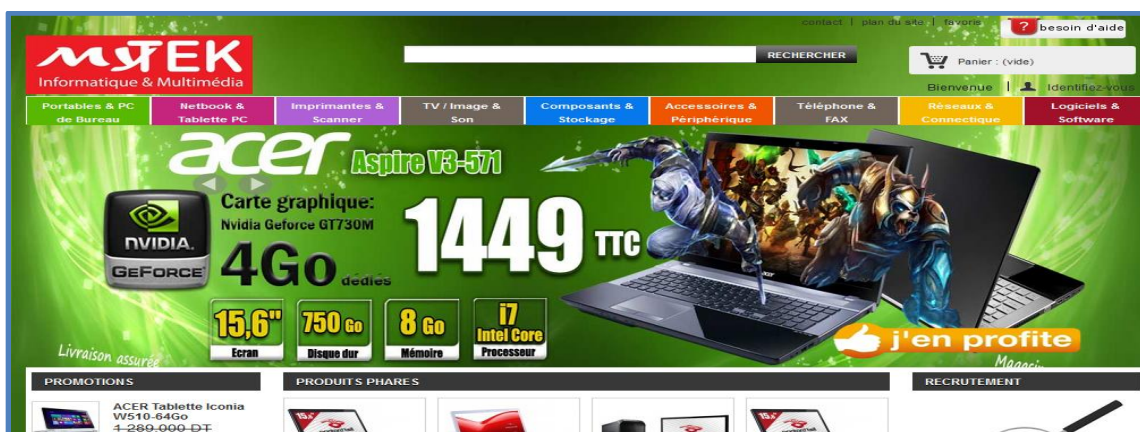 contact | plan du site | favoris
? besoin d'aide
MYTEK
Informatique & Multimédia
RECHERCHER
Panier : (vide)
Bienvenue | Identifiez-vous
Portables & PC
de Bureau
Netbook &
Tablette PC
Imprimantes &
Scanner
TV / Image &
Son
Composants &
Stockage
Accessoires &
Périphérique
Téléphone &
FAX
Réseaux &
Connectique
Logiciels &
Software
acer Aspire V3-571
Carte graphique:
Nvidia Geforce GT730M
4Go dédiés
NVIDIA.
GEFORCE
1449 TTC
15,6"
Ecran
750 Go
Disque dur
8 Go
Mémoire
i7
Intel Core
Processeur
j'en profite
Livraison assurée
PROMOTIONS
PRODUITS PHARES
RECRUTEMENT
ACER Tablette Iconia
W510-64Go
1 289,000 DT
15,6"
15,6"